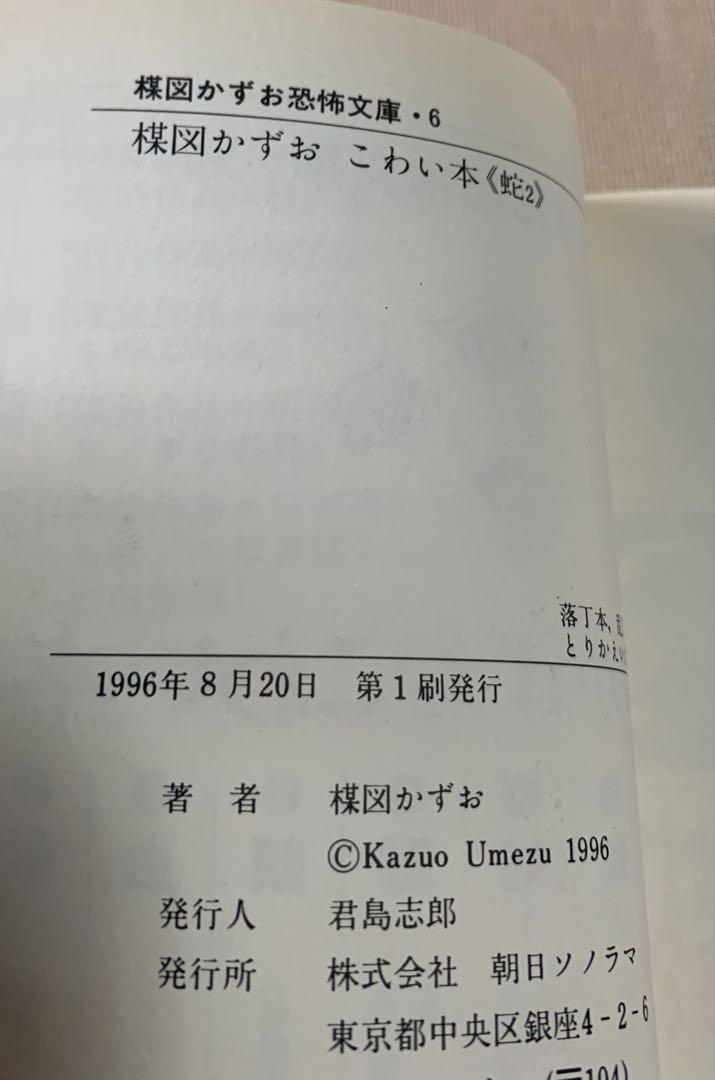 楳図かずお恐怖文庫・6
楳図かずお こわい本《蛇2》
落丁本,
とりかえい
1996年8月20日 第1刷発行
著 者 楳図かずお
©Kazuo Umezu 1996
発行人 君島志郎
発行所 株式会社 朝日ソノラマ
東京都中央区銀座4-2-6
(〒104)